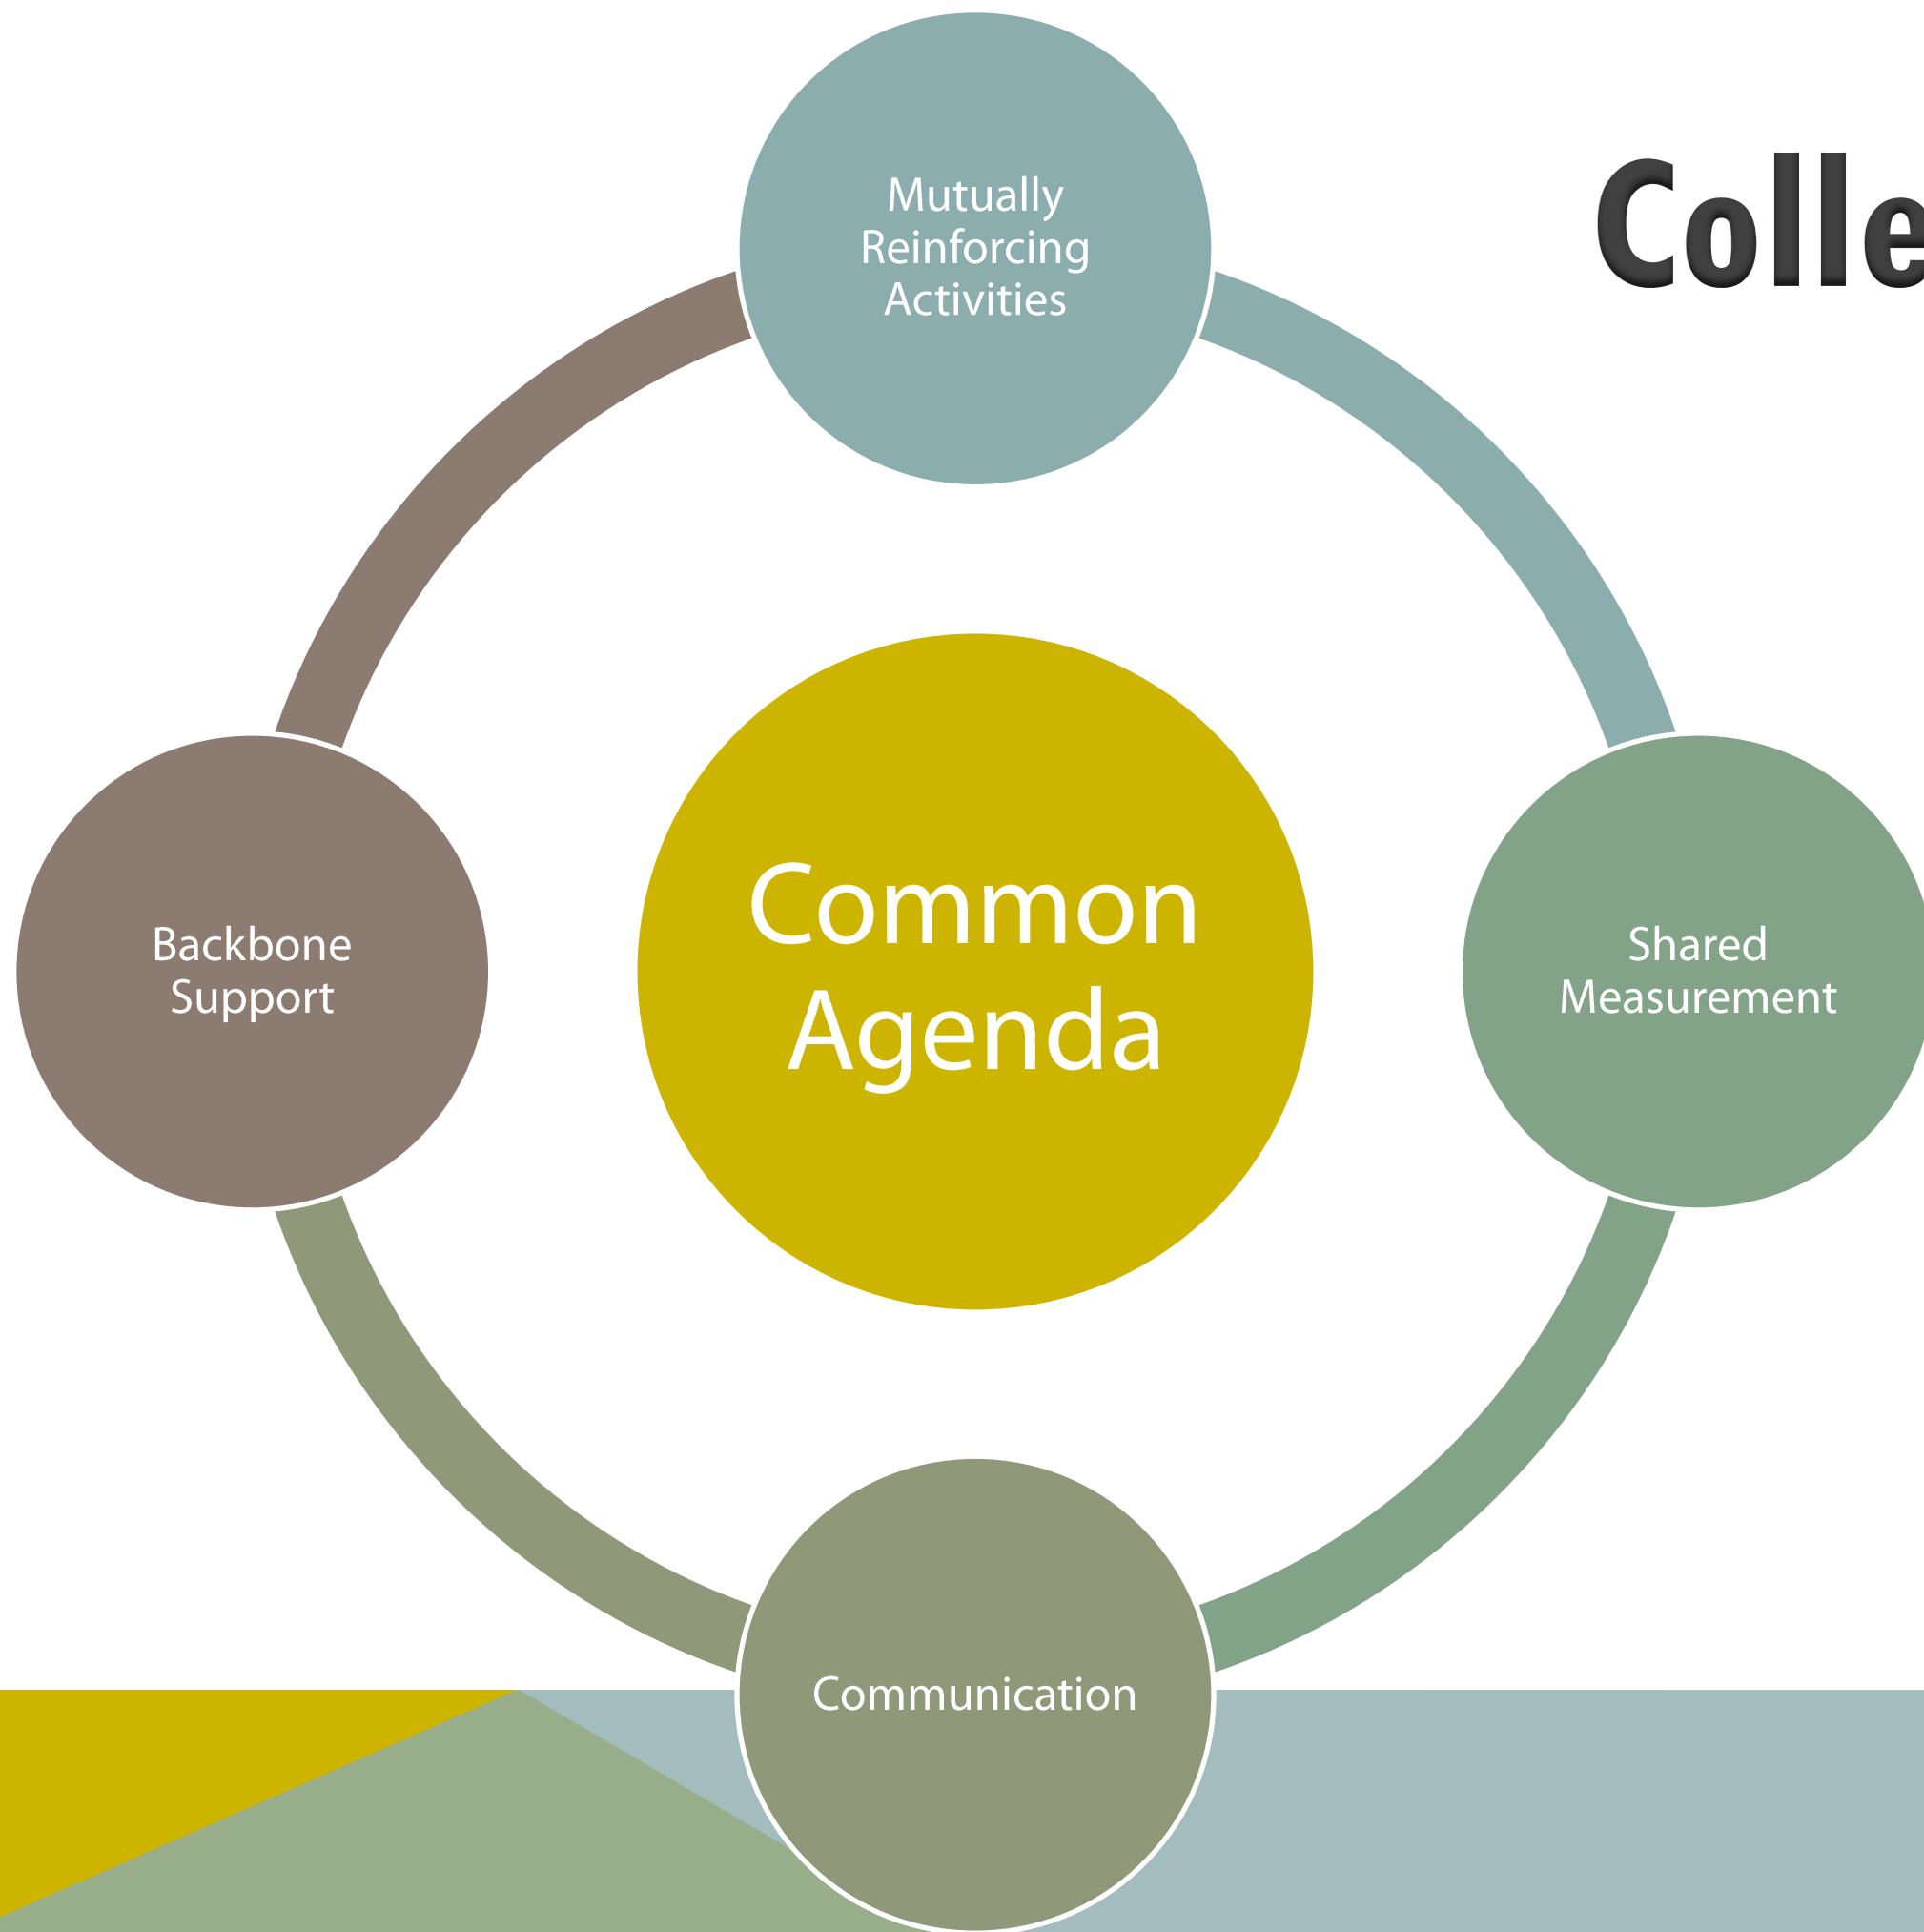 Mutually
Reinforcing
Activities
Colle
Backbone
Support
Common
Agenda
Shared
Measurement
Communication